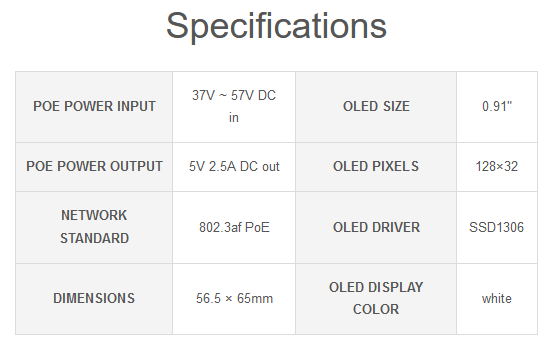 Specifications
POE POWER INPUT
37V ~ 57V DC
in
OLED SIZE
0.91"
POE POWER OUTPUT
5V 2.5A DC out
OLED PIXELS
128×32
NETWORK
STANDARD
802.3af PoE
OLED DRIVER
SSD1306
DIMENSIONS
56.5 × 65mm
OLED DISPLAY
COLOR
white